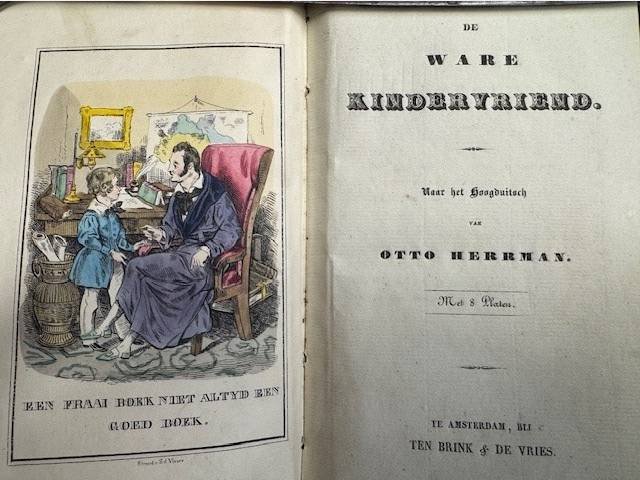 EEN FRAAI BOEK NIET ALTYD EEN
GOED BOEK.
DE
WARE
KINDERVRIEND.
Naar het Hoogduitsch
VAN
OTTO HERRMAN.
Met 8 Platen.
TE AMSTERDAM, BIJ
TEN BRINK & DE VRIES.